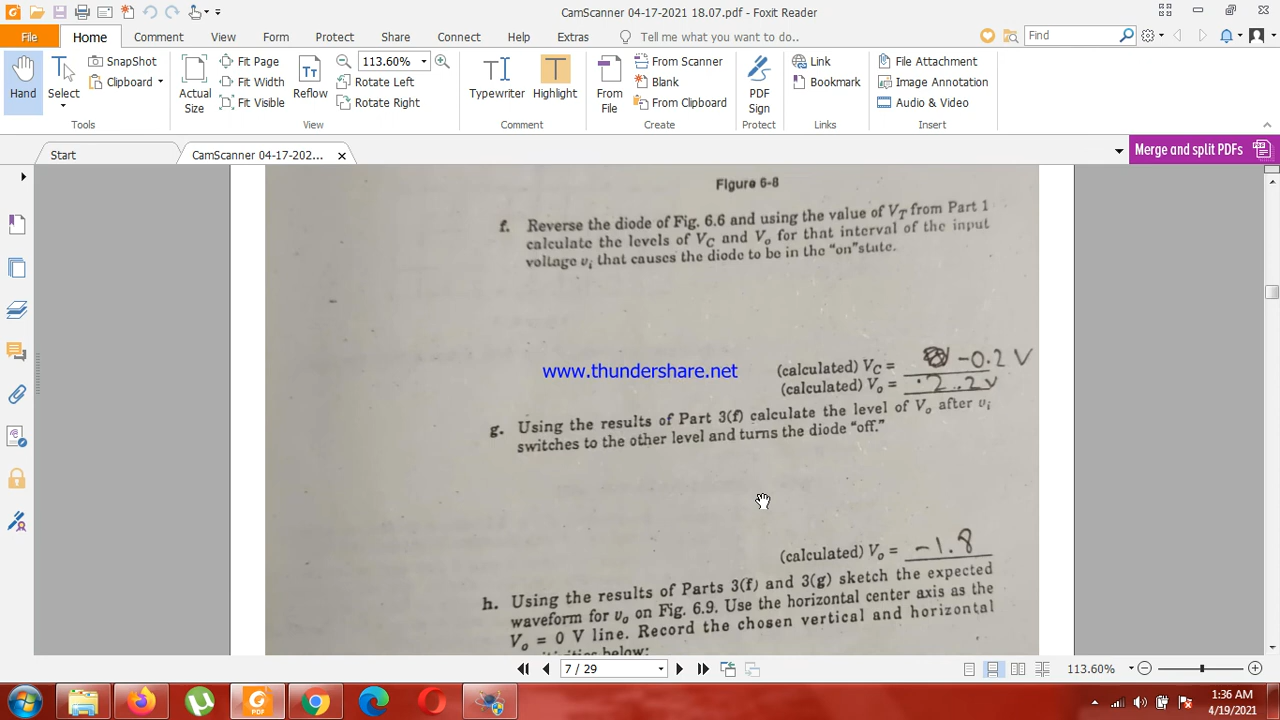 CamScanner 04-17-2021 18.07.pdf - Foxit Reader
File Home Comment View Form Protect Share Connect Help Extras Tell me what you want to do.. Find
Hand
Select
SnapShot
Clipboard
Actual Size
Fit Page
Fit Width
Fit Visible
Reflow
113.60%
Rotate Left
Rotate Right
Typewriter
Highlight
From File
From Scanner
Blank
From Clipboard
PDF Sign
Link
Bookmark
File Attachment
Image Annotation
Audio & Video
Tools View Comment Create Protect Links Insert
Start CamScanner 04-17-202... Merge and split PDFs
Figure 6-8
f. Reverse the diode of Fig. 6.6 and using the value of VT from Part 1
calculate the levels of VC and Vo for that interval of the input
voltage vi that causes the diode to be in the "on" state.
www.thundershare.net
(calculated) VC = -0.2 V
(calculated) Vo = .2..2v
g. Using the results of Part 3(f) calculate the level of Vo after vi
switches to the other level and turns the diode "off."
(calculated) Vo = -1.8
h. Using the results of Parts 3(f) and 3(g) sketch the expected
waveform for vo on Fig. 6.9. Use the horizontal center axis as the
Vo = 0 V line. Record the chosen vertical and horizontal
below:
7 / 29 113.60%
PDF
1:36 AM
4/19/2021